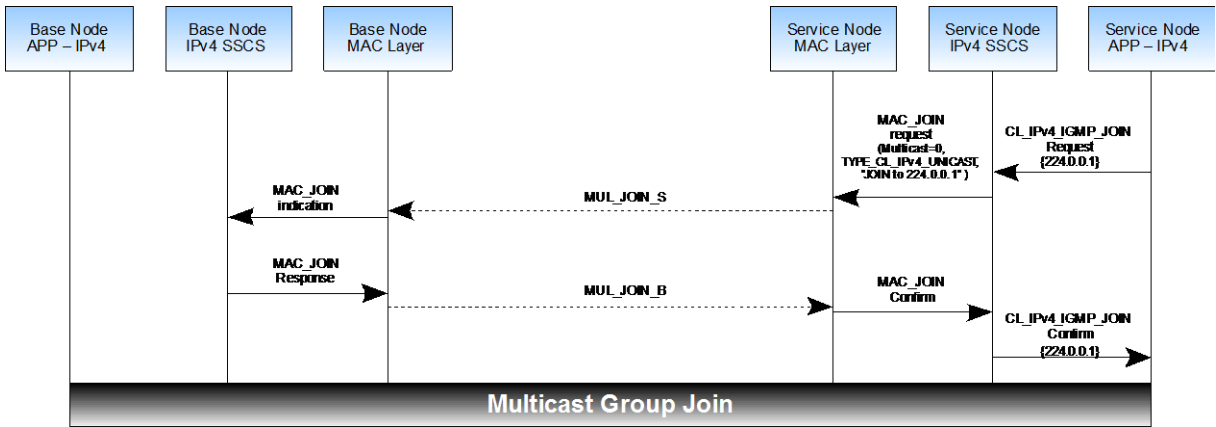 Base Node
APP – IPv4
Base Node
IPv4 SSCS
Base Node
MAC Layer
Service Node
MAC Layer
Service Node
IPv4 SSCS
Service Node
APP – IPv4
MAC_JOIN
request
(Multicast=0,
TYPE_CL_IPv4_UNICAST,
"JOIN to 224.0.0.1" )
CL_IPv4_IGMP_JOIN
Request
{224.0.0.1}
MAC_JOIN
indication
MUL_JOIN_S
MAC_JOIN
Response
MUL_JOIN_B
MAC_JOIN
Confirm
CL_IPv4_IGMP_JOIN
Confirm
{224.0.0.1}
Multicast Group Join